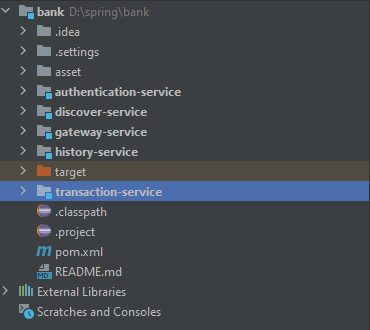 bank D:\spring\bank
.idea
.settings
asset
authentication-service
discover-service
gateway-service
history-service
target
transaction-service
.classpath
.project
m pom.xml
MD README.md
External Libraries
Scratches and Consoles